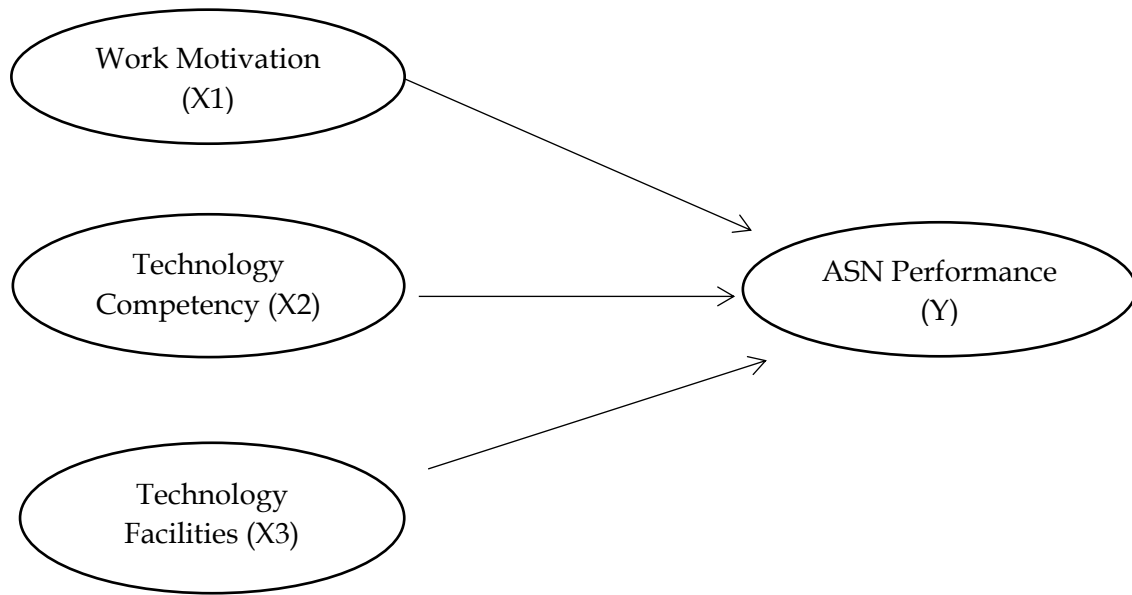 Work Motivation
(X1)
Technology
Competency (X2)
ASN Performance
(Y)
Technology
Facilities (X3)